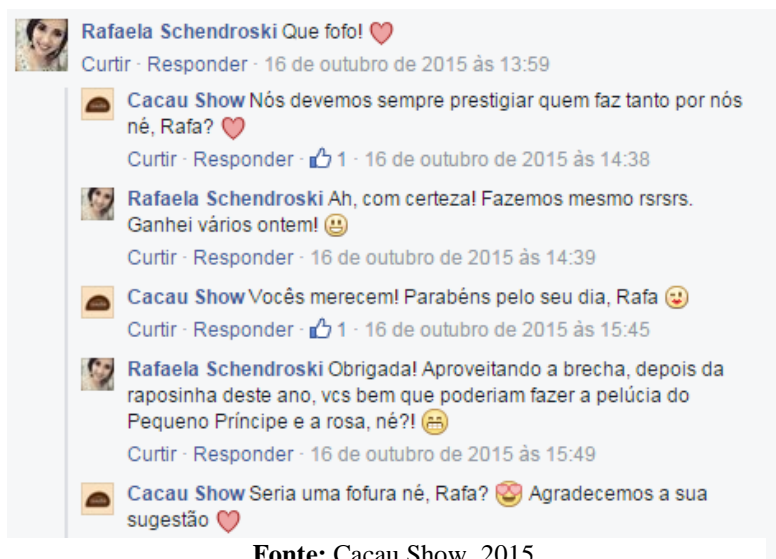 Rafaela Schendroski Que fofo! ❤
Curtir · Responder · 16 de outubro de 2015 às 13:59
Cacau Show Nós devemos sempre prestigiar quem faz tanto por nós
né, Rafa? ❤
Curtir · Responder · 👍 1 · 16 de outubro de 2015 às 14:38
Rafaela Schendroski Ah, com certeza! Fazemos mesmo rsrsrs.
Ganhei vários ontem! 😃
Curtir · Responder · 16 de outubro de 2015 às 14:39
Cacau Show Vocês merecem! Parabéns pelo seu dia, Rafa 😘
Curtir · Responder · 👍 1 · 16 de outubro de 2015 às 15:45
Rafaela Schendroski Obrigada! Aproveitando a brecha, depois da
raposinha deste ano, vcs bem que poderiam fazer a pelúcia do
Pequeno Príncipe e a rosa, né?! 😁
Curtir · Responder · 16 de outubro de 2015 às 15:49
Cacau Show Seria uma fofura né, Rafa? 😍 Agradecemos a sua
sugestão ❤
Fonte: Cacau Show, 2015